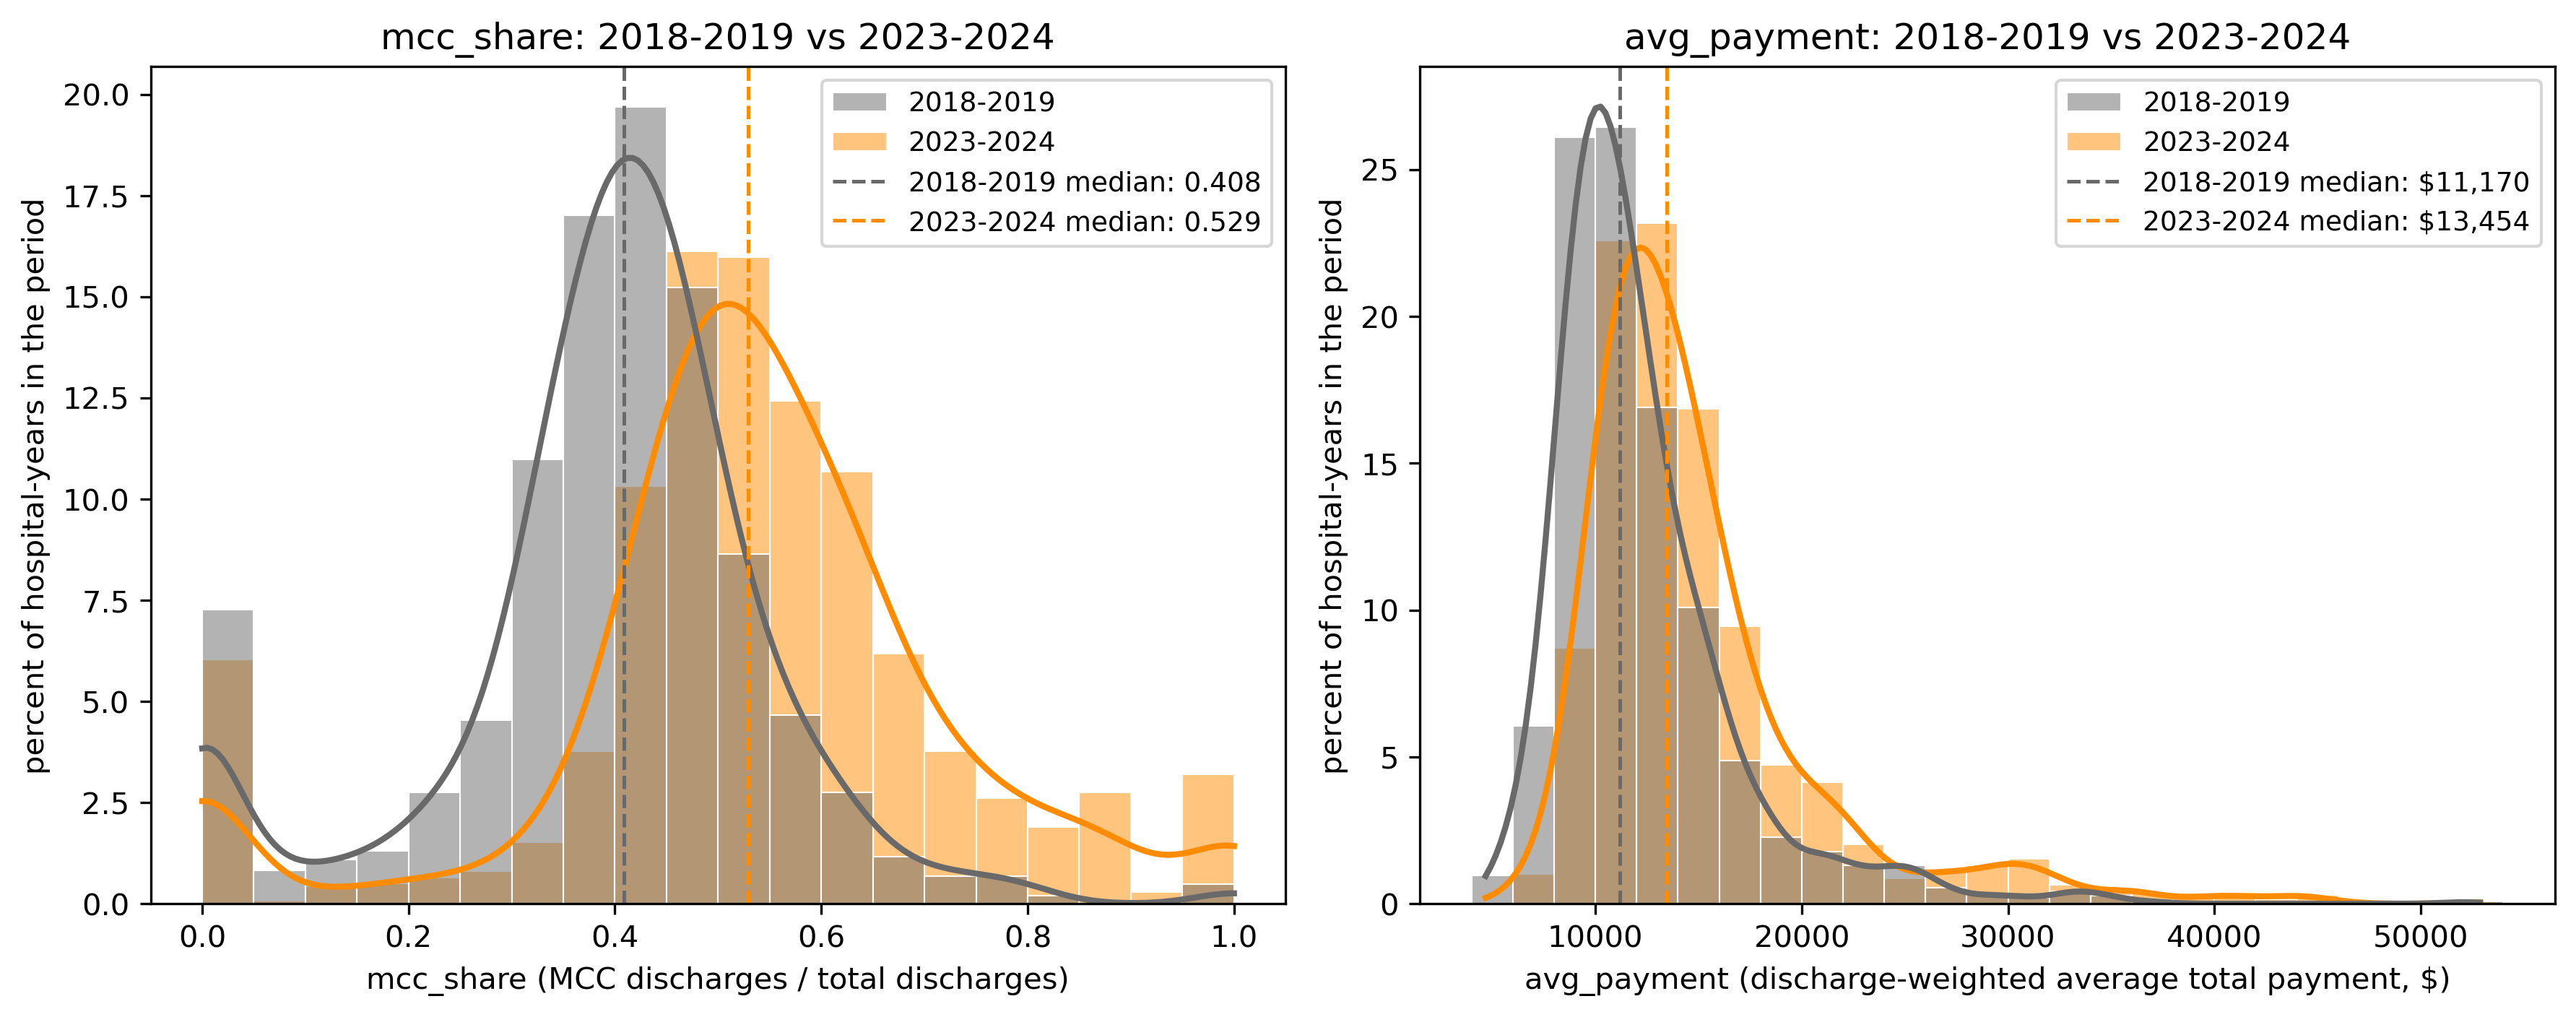 mcc_share: 2018-2019 vs 2023-2024
percent of hospital-years in the period
20.0
17.5
15.0
12.5
10.0
7.5
5.0
2.5
0.0
2018-2019
2023-2024
2018-2019 median: 0.408
2023-2024 median: 0.529
0.0 0.2 0.4 0.6 0.8 1.0
mcc_share (MCC discharges / total discharges)
avg_payment: 2018-2019 vs 2023-2024
percent of hospital-years in the period
25
20
15
10
5
0
2018-2019
2023-2024
2018-2019 median: $11,170
2023-2024 median: $13,454
10000 20000 30000 40000 50000
avg_payment (discharge-weighted average total payment, $)